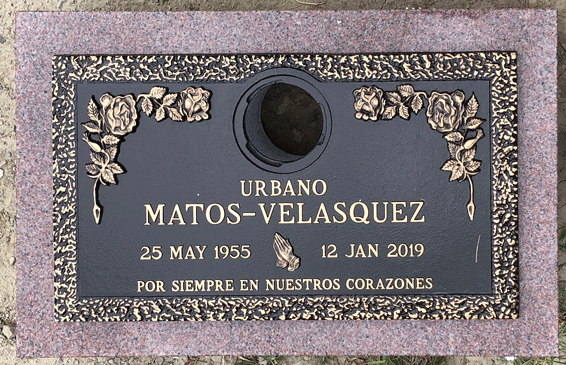 URBANO
MATOS-VELASQUEZ
25 MAY 1955 12 JAN 2019
POR SIEMPRE EN NUESTROS CORAZONES